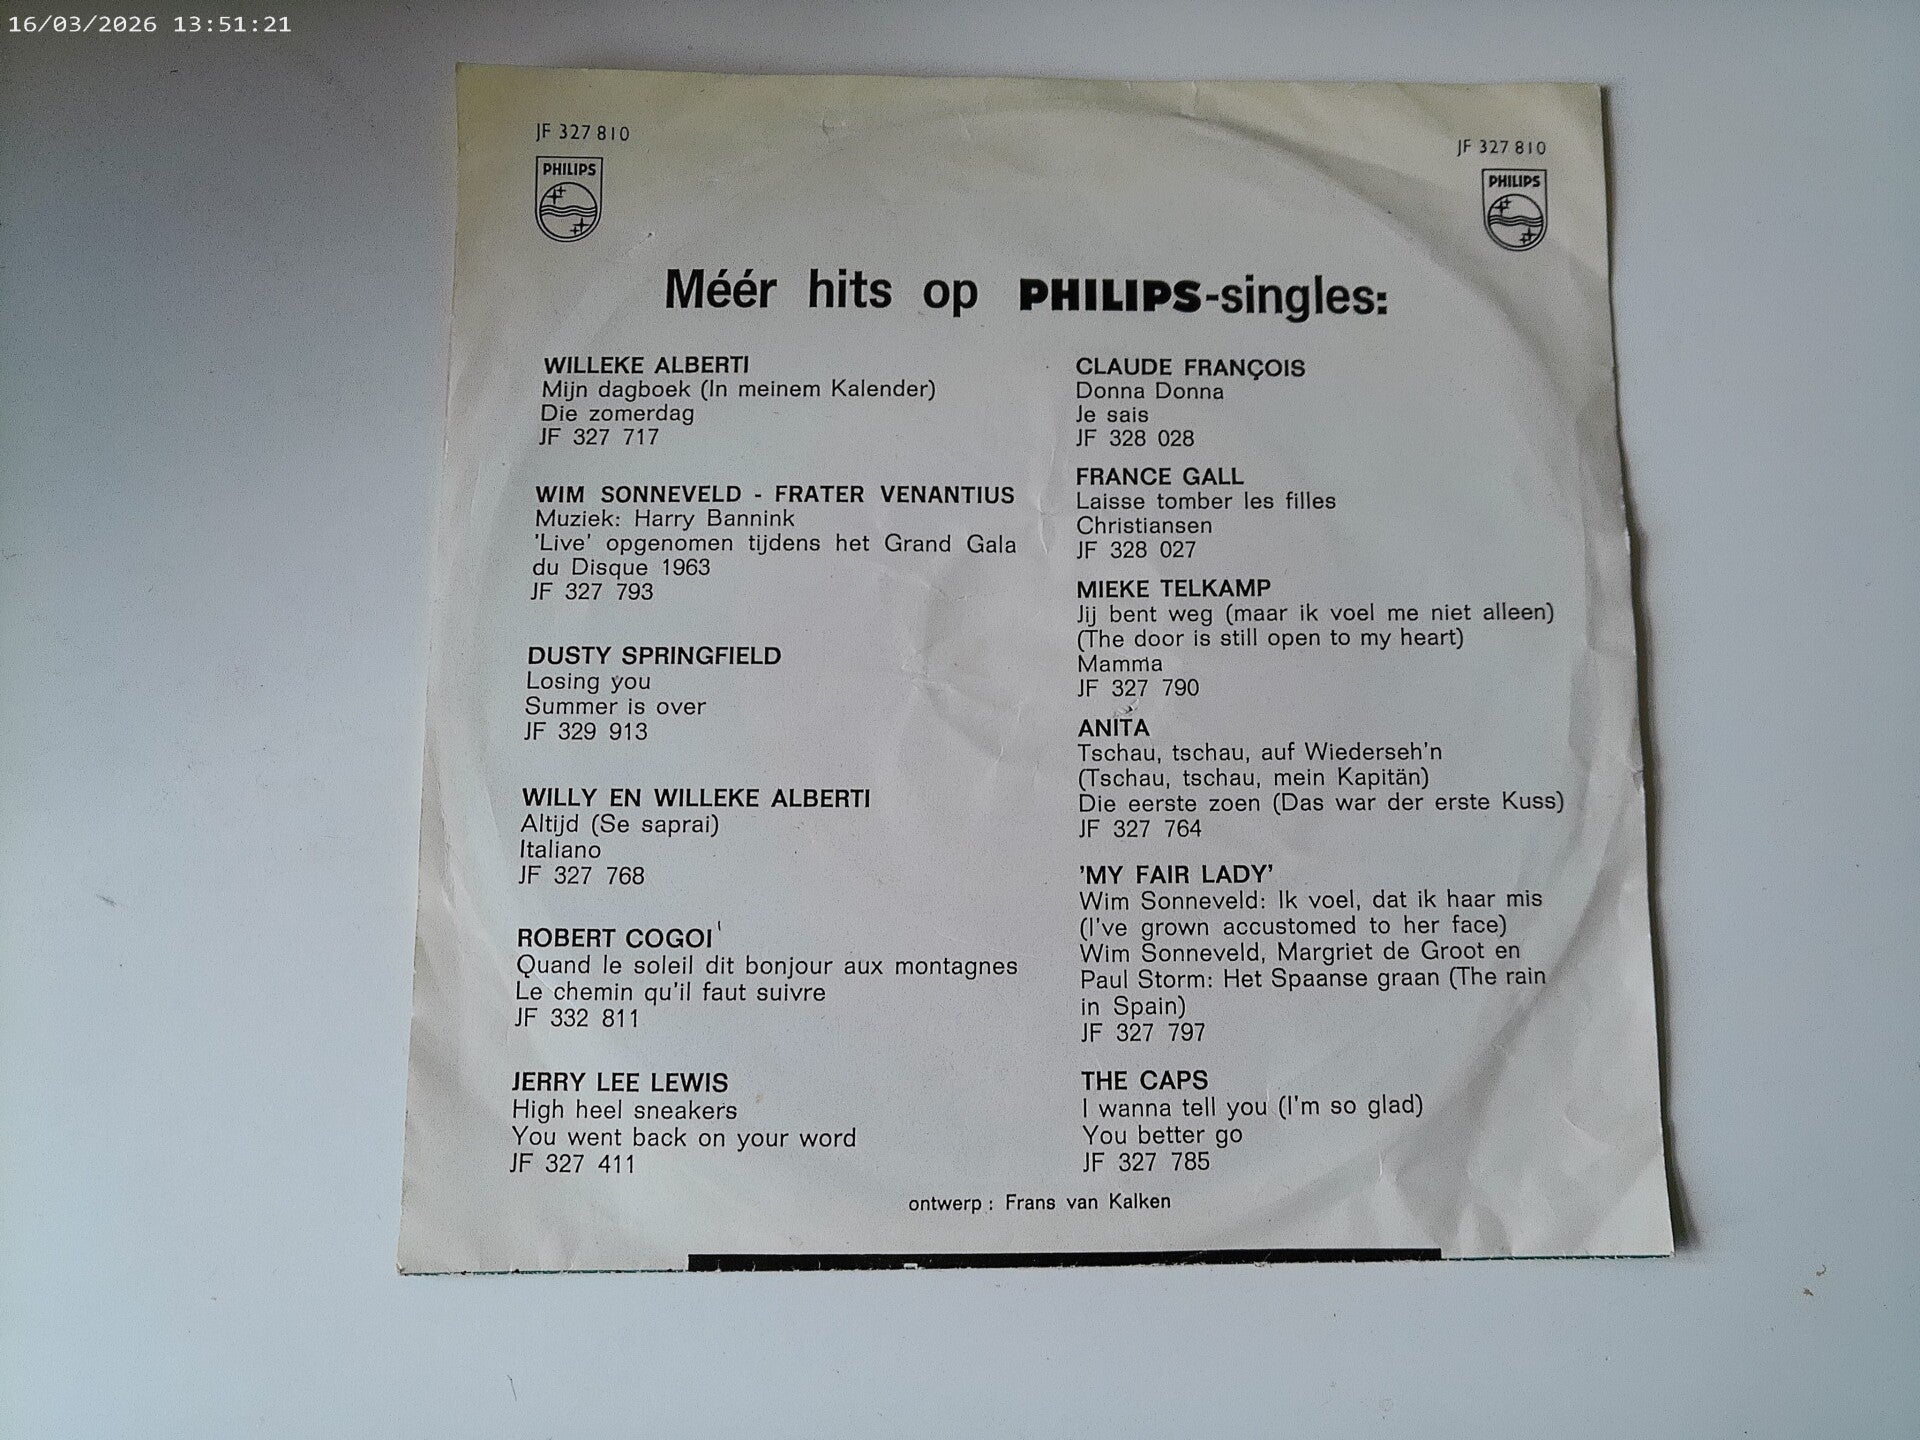 16/03/2026 13:51:21
JF 327 810
PHILIPS
JF 327 810
PHILIPS
Méér hits op PHILIPS-singles:
WILLEKE ALBERTI
Mijn dagboek (In meinem Kalender)
Die zomerdag
JF 327 717
WIM SONNEVELD - FRATER VENANTIUS
Muziek: Harry Bannink
'Live' opgenomen tijdens het Grand Gala
du Disque 1963
JF 327 793
DUSTY SPRINGFIELD
Losing you
Summer is over
JF 329 913
WILLY EN WILLEKE ALBERTI
Altijd (Se saprai)
Italiano
JF 327 768
ROBERT COGOI
Quand le soleil dit bonjour aux montagnes
Le chemin qu'il faut suivre
JF 332 811
JERRY LEE LEWIS
High heel sneakers
You went back on your word
JF 327 411
CLAUDE FRANÇOIS
Donna Donna
Je sais
JF 328 028
FRANCE GALL
Laisse tomber les filles
Christiansen
JF 328 027
MIEKE TELKAMP
Jij bent weg (maar ik voel me niet alleen)
(The door is still open to my heart)
Mamma
JF 327 790
ANITA
Tschau, tschau, auf Wiederseh'n
(Tschau, tschau, mein Kapitän)
Die eerste zoen (Das war der erste Kuss)
JF 327 764
'MY FAIR LADY'
Wim Sonneveld: Ik voel, dat ik haar mis
(I've grown accustomed to her face)
Wim Sonneveld, Margriet de Groot en
Paul Storm: Het Spaanse graan (The rain
in Spain)
JF 327 797
THE CAPS
I wanna tell you (I'm so glad)
You better go
JF 327 785
ontwerp: Frans van Kalken